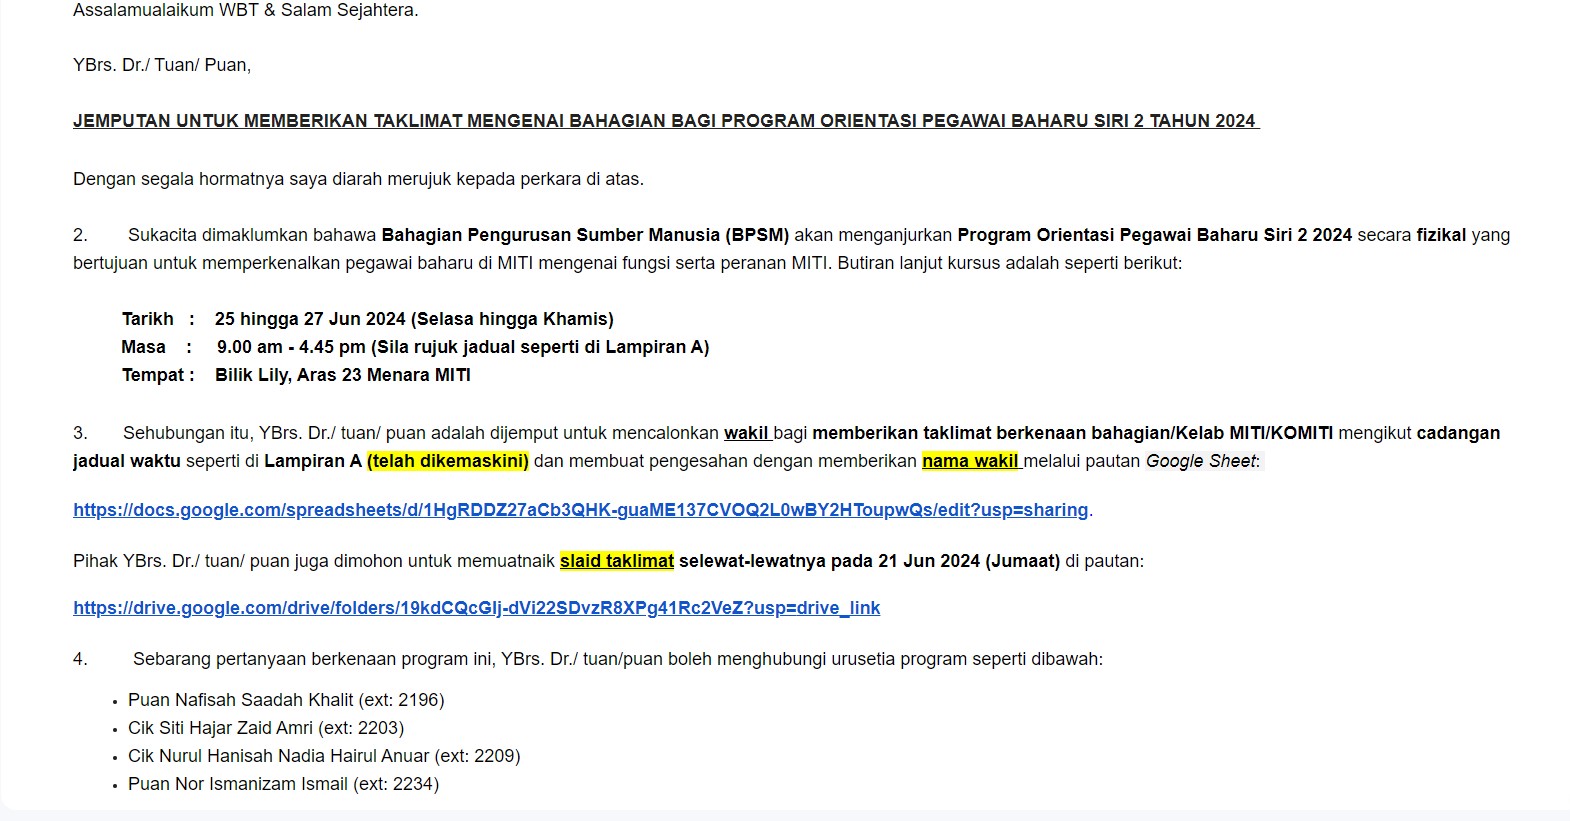 Assalamualaikum WBT & Salam Sejahtera.
YBrs. Dr./ Tuan/ Puan,
JEMPUTAN UNTUK MEMBERIKAN TAKLIMAT MENGENAI BAHAGIAN BAGI PROGRAM ORIENTASI PEGAWAI BAHARU SIRI 2 TAHUN 2024
Dengan segala hormatnya saya diarah merujuk kepada perkara di atas.
2. Sukacita dimaklumkan bahawa Bahagian Pengurusan Sumber Manusia (BPSM) akan menganjurkan Program Orientasi Pegawai Baharu Siri 2 2024 secara fizikal yang
bertujuan untuk memperkenalkan pegawai baharu di MITI mengenai fungsi serta peranan MITI. Butiran lanjut kursus adalah seperti berikut:
Tarikh : 25 hingga 27 Jun 2024 (Selasa hingga Khamis)
Masa : 9.00 am - 4.45 pm (Sila rujuk jadual seperti di Lampiran A)
Tempat : Bilik Lily, Aras 23 Menara MITI
3. Sehubungan itu, YBrs. Dr./ tuan/ puan adalah dijemput untuk mencalonkan wakil bagi memberikan taklimat berkenaan bahagian/Kelab MITI/KOMITI mengikut cadangan
jadual waktu seperti di Lampiran A (telah dikemaskini) dan membuat pengesahan dengan memberikan nama wakil melalui pautan Google Sheet:
https://docs.google.com/spreadsheets/d/1HgRDDZ27aCb3QHK-guaME137CVOQ2L0wBY2HToupwQs/edit?usp=sharing.
Pihak YBrs. Dr./ tuan/ puan juga dimohon untuk memuatnaik slaid taklimat selewat-lewatnya pada 21 Jun 2024 (Jumaat) di pautan:
https://drive.google.com/drive/folders/19kdCQcGlj-dVi22SDvzR8XPg41Rc2VeZ?usp=drive_link
4. Sebarang pertanyaan berkenaan program ini, YBrs. Dr./ tuan/puan boleh menghubungi urusetia program seperti dibawah:
• Puan Nafisah Saadah Khalit (ext: 2196)
• Cik Siti Hajar Zaid Amri (ext: 2203)
• Cik Nurul Hanisah Nadia Hairul Anuar (ext: 2209)
• Puan Nor Ismanizam Ismail (ext: 2234)